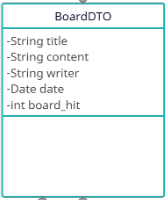 BoardDTO
-String title
-String content
-String writer
-Date date
-int board_hit